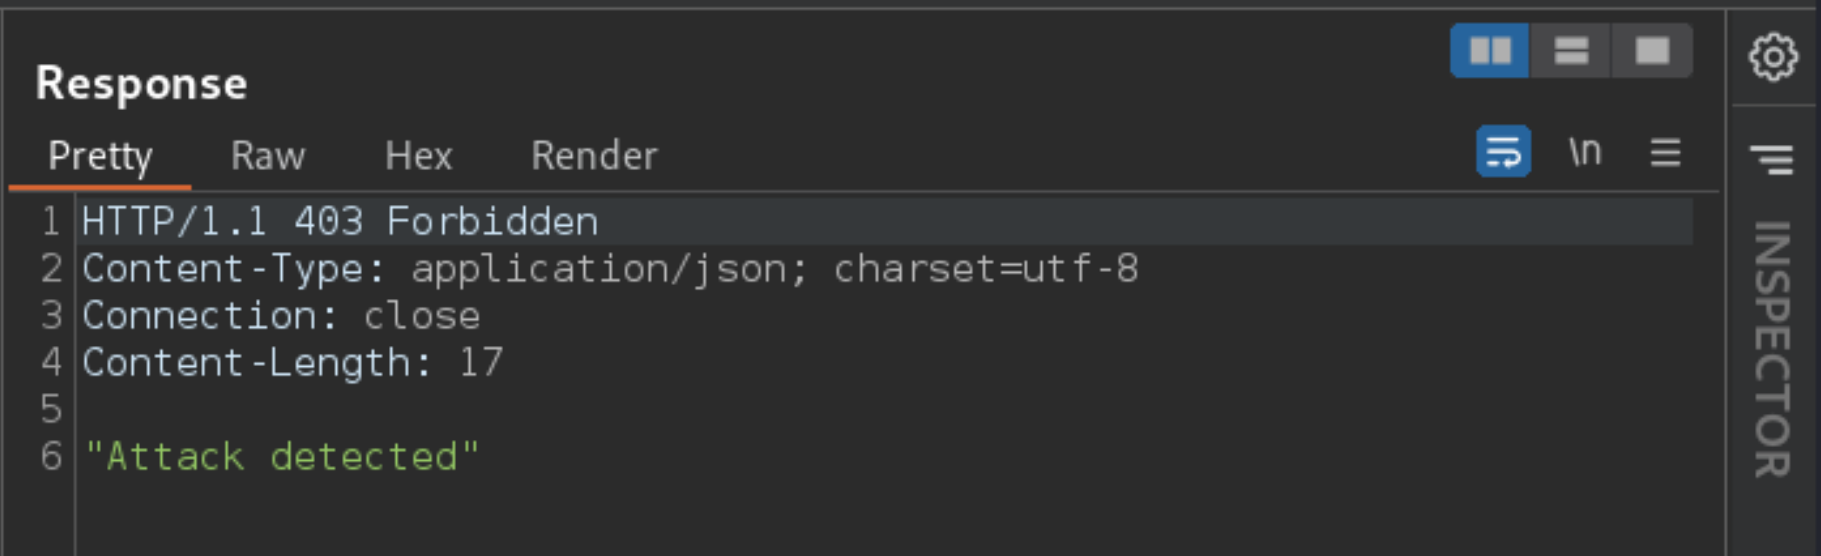 Response
Pretty Raw Hex Render
\n
1 HTTP/1.1 403 Forbidden
2 Content-Type: application/json; charset=utf-8
3 Connection: close
4 Content-Length: 17
5
6 "Attack detected"
INSPECTOR